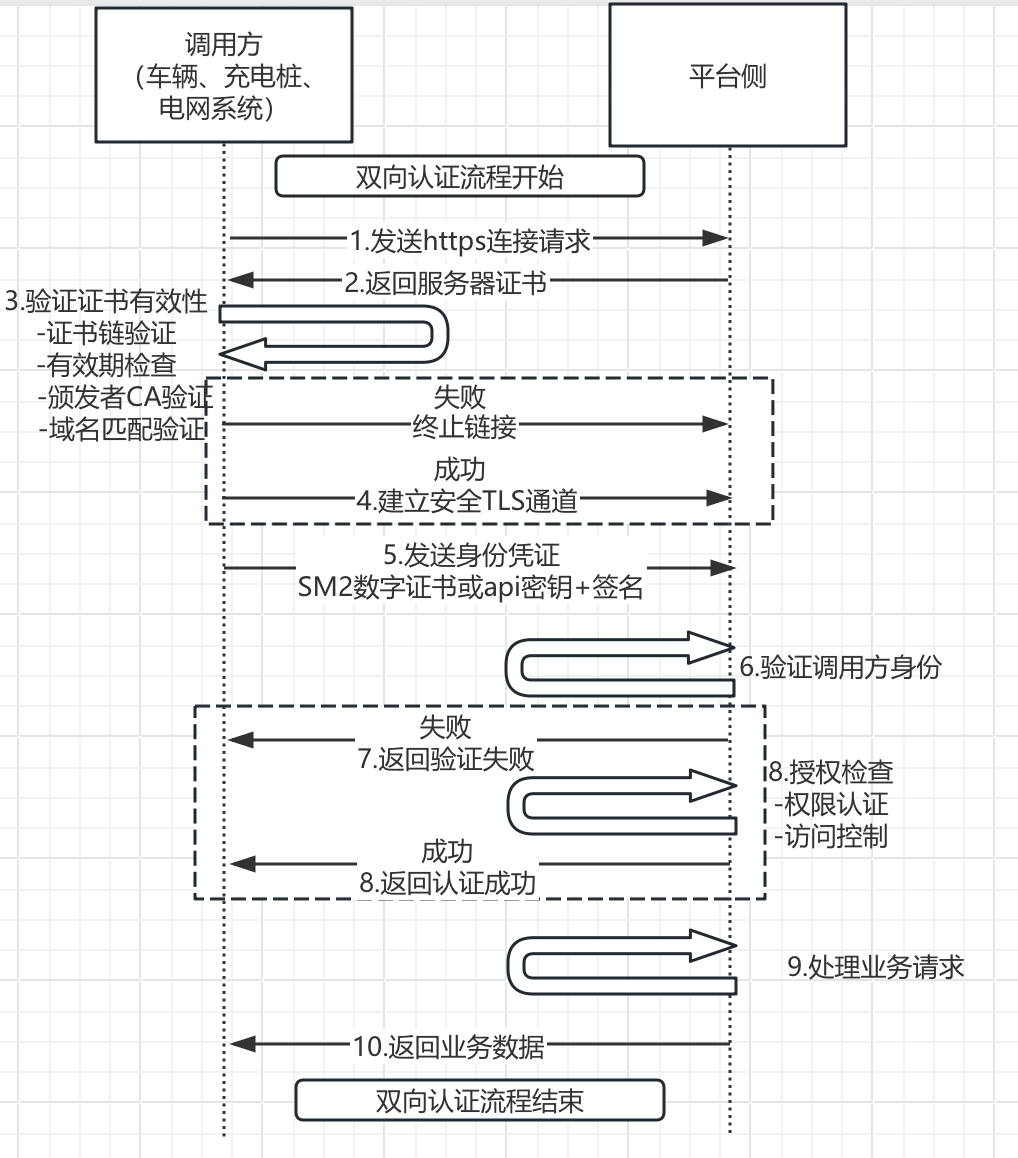 调用方
（车辆、充电桩、
电网系统）
平台侧
双向认证流程开始
1.发送https连接请求
2.返回服务器证书
3.验证证书有效性
-证书链验证
-有效期检查
-颁发者CA验证
-域名匹配验证
失败
终止链接
成功
4.建立安全TLS通道
5.发送身份凭证
SM2数字证书或api密钥+签名
6.验证调用方身份
失败
7.返回验证失败
8.授权检查
-权限认证
-访问控制
成功
8.返回认证成功
9.处理业务请求
10.返回业务数据
双向认证流程结束